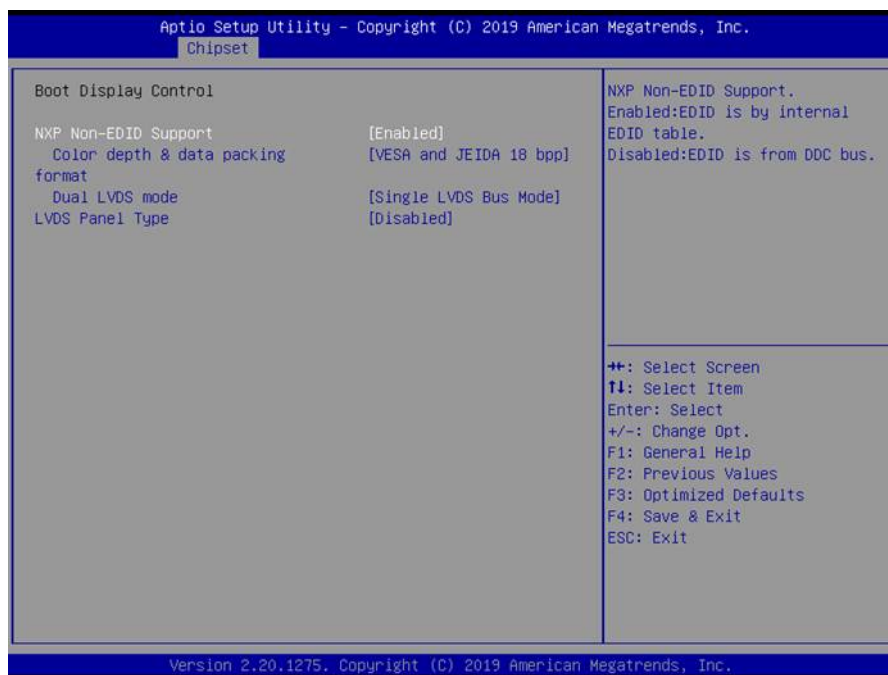 Aptio Setup Utility – Copyright (C) 2019 American Megatrends, Inc.
Chipset
Boot Display Control
NXP Non-EDID Support [Enabled]
Color depth & data packing [VESA and JEIDA 18 bpp]
format
Dual LVDS mode [Single LVDS Bus Mode]
LVDS Panel Type [Disabled]
NXP Non-EDID Support.
Enabled:EDID is by internal
EDID table.
Disabled:EDID is from DDC bus.
→←: Select Screen
↑↓: Select Item
Enter: Select
+/-: Change Opt.
F1: General Help
F2: Previous Values
F3: Optimized Defaults
F4: Save & Exit
ESC: Exit
Version 2.20.1275. Copyright (C) 2019 American Megatrends, Inc.